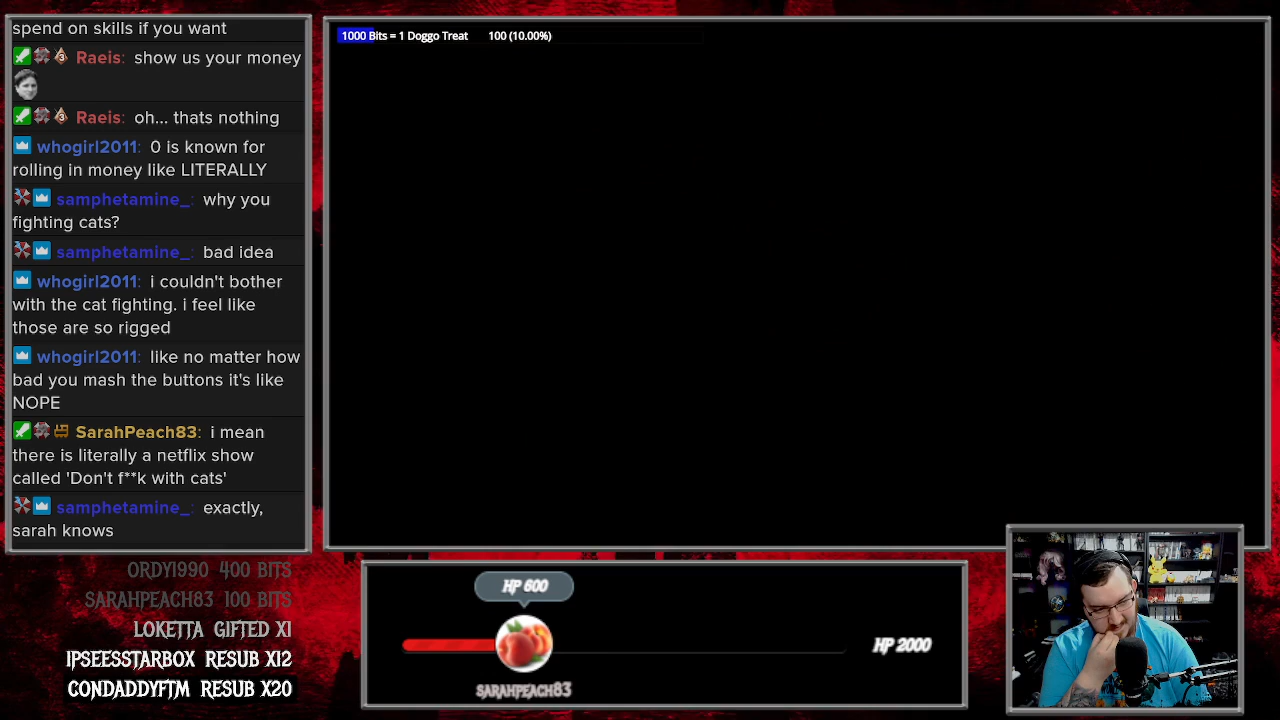 spend on skills if you want
Raeis: show us your money
Raeis: oh... thats nothing
whogirl2011: 0 is known for
rolling in money like LITERALLY
samphetamine_: why you
fighting cats?
samphetamine_: bad idea
whogirl2011: i couldn't bother
with the cat fighting. i feel like
those are so rigged
whogirl2011: like no matter how
bad you mash the buttons it's like
NOPE
SarahPeach83: i mean
there is literally a netflix show
called 'Don't f**k with cats'
samphetamine_: exactly,
sarah knows
ORDY1990 400 BITS
SARAHPEACH83 100 BITS
LOKETTA GIFTED X1
IPSEESSTARBOX RESUB X12
CONDADDYFTM RESUB X20
1000 Bits = 1 Doggo Treat 100 (10.00%)
HP 600
HP 2000
SARAHPEACH83